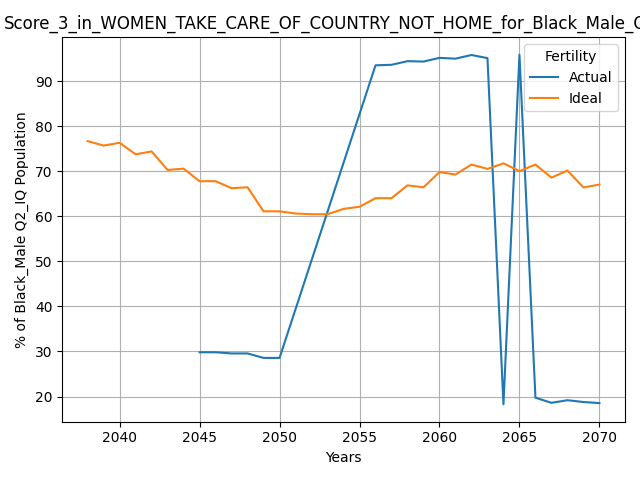 Score_3_in_WOMEN_TAKE_CARE_OF_COUNTRY_NOT_HOME_for_Black_Male_
Fertility
Actual
Ideal
90
80
70
60
50
40
30
20
% of Black_Male Q2_IQ Population
2040 2045 2050 2055 2060 2065 2070
Years